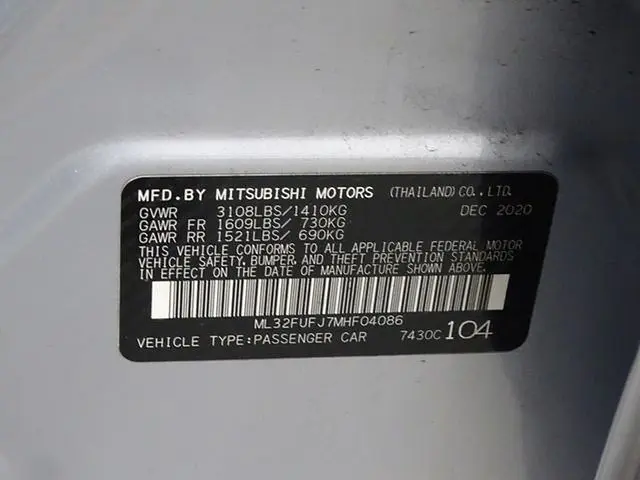 MFD.BY MITSUBISHI MOTORS (THAILAND)CO.,LTD.
GVWR 3108LBS/1410KG DEC 2020
GAWR FR 1609LBS/ 730KG
GAWR RR 1521LBS/ 690KG
THIS VEHICLE CONFORMS TO ALL APPLICABLE FEDERAL MOTOR
VEHICLE SAFETY, BUMPER, AND THEFT PREVENTION STANDARDS
IN EFFECT ON THE DATE OF MANUFACTURE SHOWN ABOVE.
ML32FUFJ7MHF04086
VEHICLE TYPE:PASSENGER CAR 7430C 104